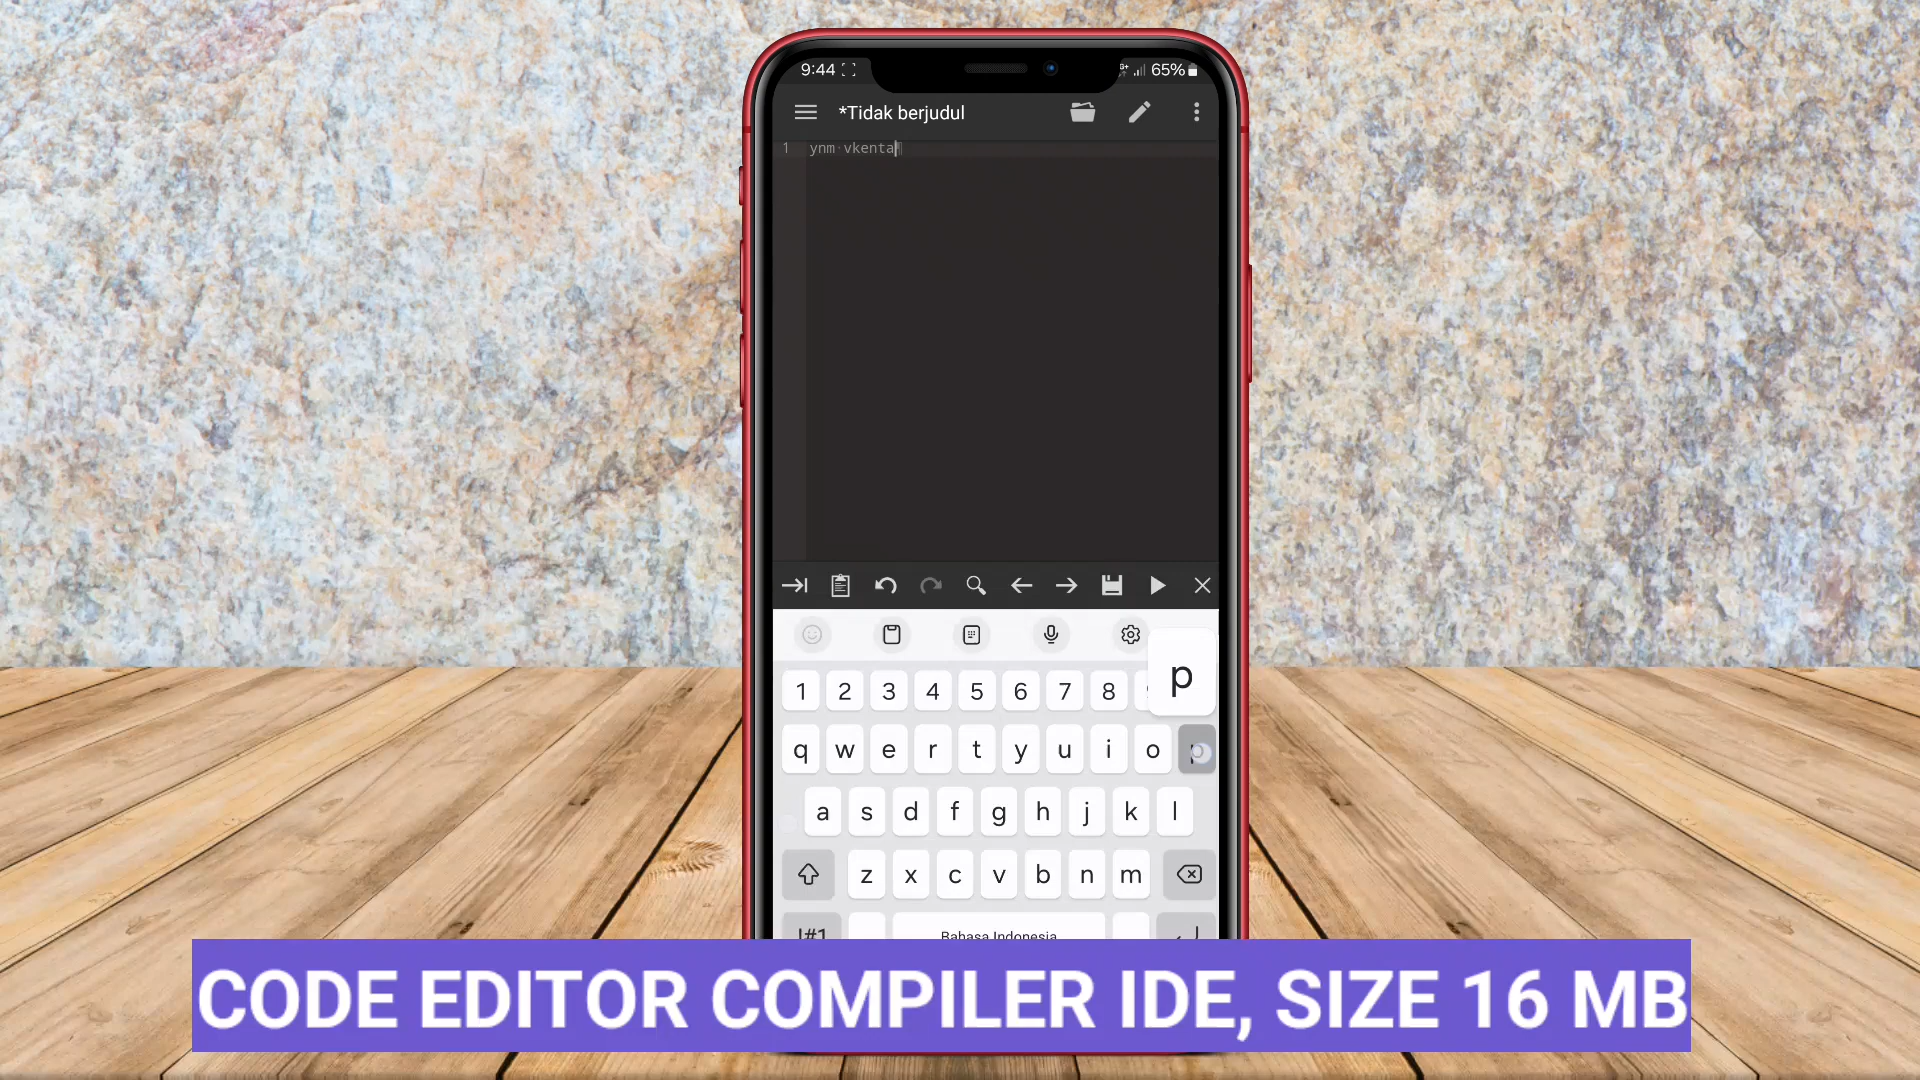 9:44 65%
*Tidak berjudul
1 ynm vkenta
p
1 2 3 4 5 6 7 8
q w e r t y u i o p
a s d f g h j k l
z x c v b n m
!#1 Bahasa Indonesia
CODE EDITOR COMPILER IDE, SIZE 16 MB